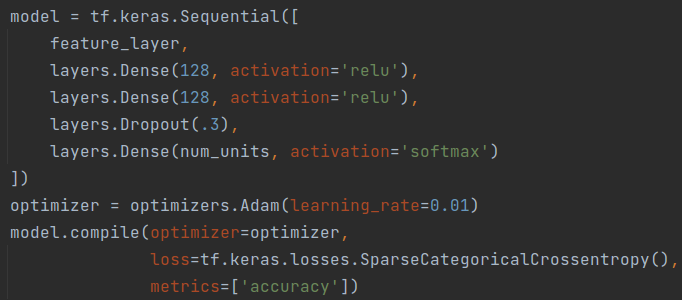 model = tf.keras.Sequential([
    feature_layer,
    layers.Dense(128, activation='relu'),
    layers.Dense(128, activation='relu'),
    layers.Dropout(.3),
    layers.Dense(num_units, activation='softmax')
])
optimizer = optimizers.Adam(learning_rate=0.01)
model.compile(optimizer=optimizer,
              loss=tf.keras.losses.SparseCategoricalCrossentropy(),
              metrics=['accuracy'])